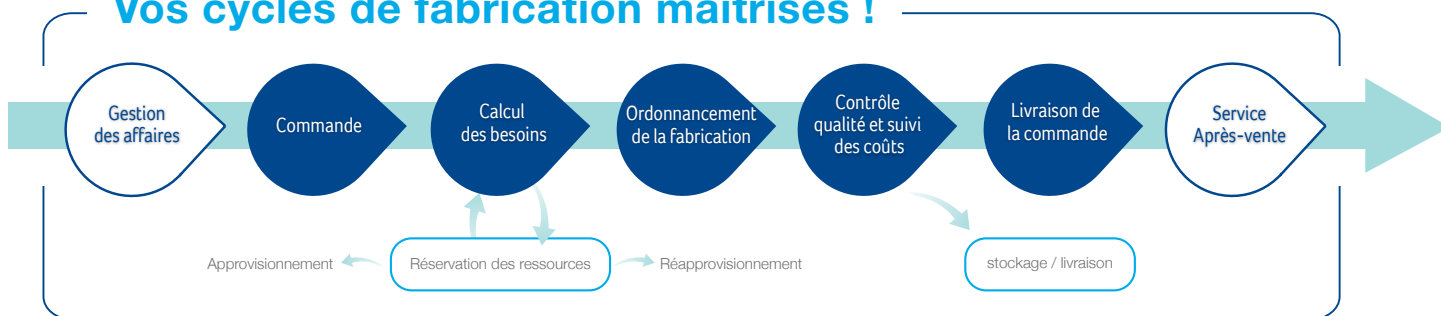 Vos cycles de fabrication maîtrisés !
Gestion
des affaires
Commande
Calcul
des besoins
Ordonnancement
de la fabrication
Contrôle
qualité et suivi
des coûts
Livraison de
la commande
Service
Après-vente
Approvisionnement
Réservation des ressources
Réapprovisionnement
stockage / livraison